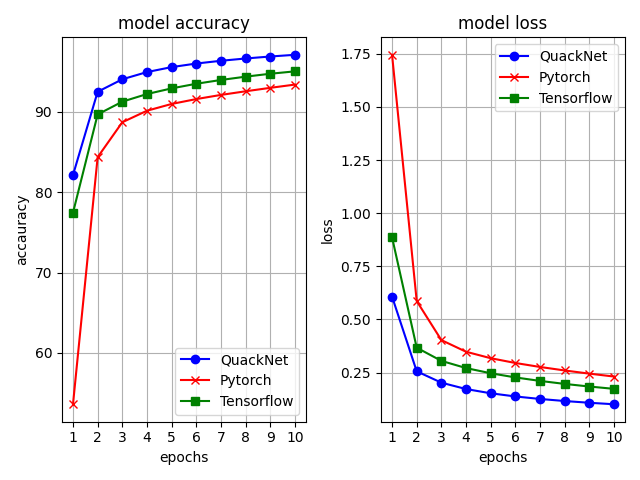 model accuracy
90
80
70
60
accauracy
QuackNet
Pytorch
Tensorflow
1 2 3 4 5 6 7 8 9 10
epochs
model loss
1.75
1.50
1.25
1.00
0.75
0.50
0.25
loss
QuackNet
Pytorch
Tensorflow
1 2 3 4 5 6 7 8 9 10
epochs